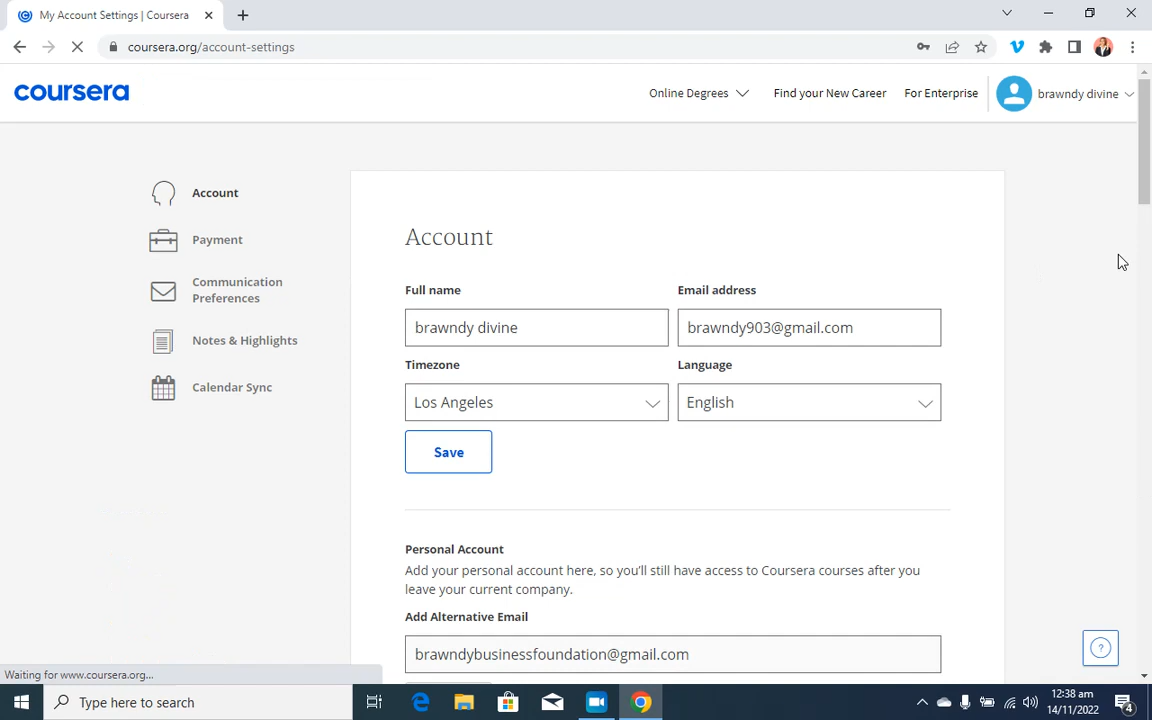 My Account Settings | Coursera
coursera.org/account-settings
coursera
Online Degrees
Find your New Career
For Enterprise
brawndy divine
Account
Payment
Communication
Preferences
Notes & Highlights
Calendar Sync
Account
Full name
Email address
brawndy divine
brawndy903@gmail.com
Timezone
Language
Los Angeles
English
Save
Personal Account
Add your personal account here, so you'll still have access to Coursera courses after you
leave your current company.
Add Alternative Email
brawndybusinessfoundation@gmail.com
?
Waiting for www.coursera.org...
Type here to search
12:38 am
14/11/2022
4